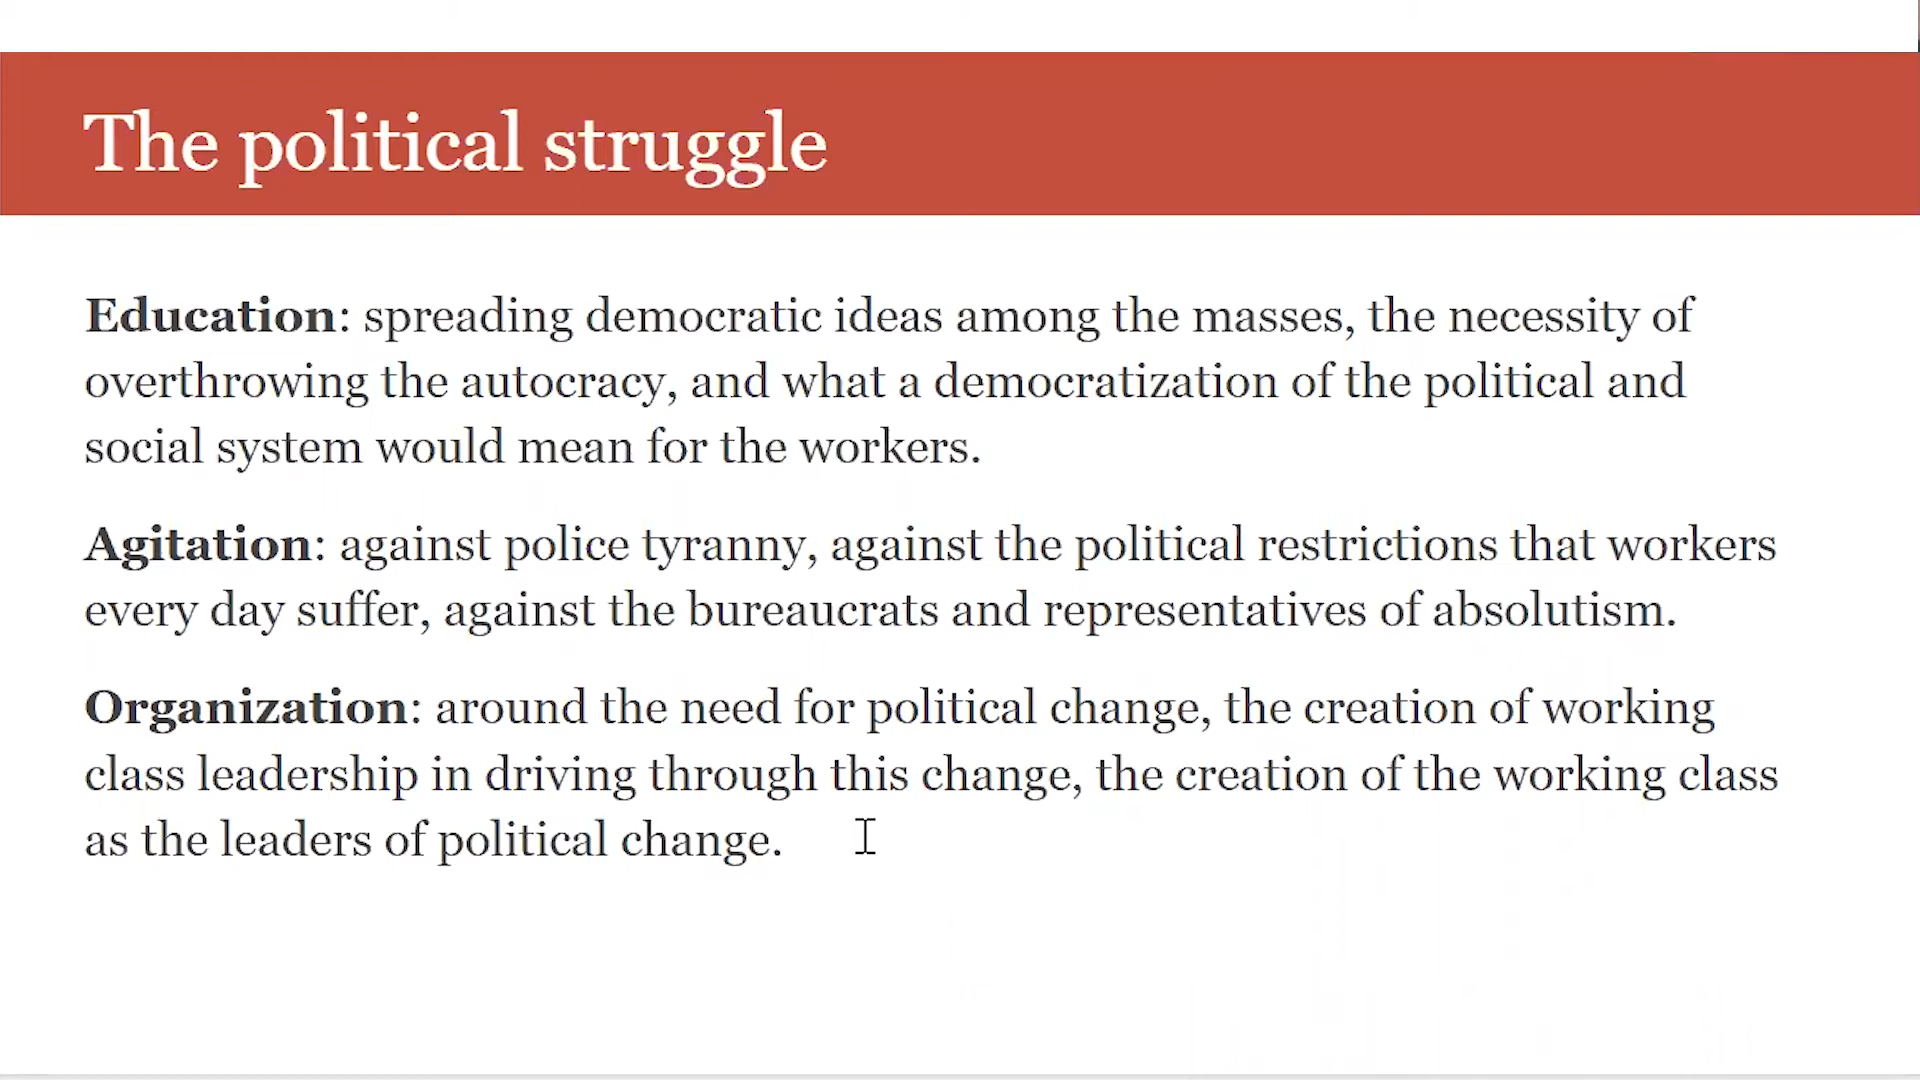 The political struggle
Education: spreading democratic ideas among the masses, the necessity of
overthrowing the autocracy, and what a democratization of the political and
social system would mean for the workers.
Agitation: against police tyranny, against the political restrictions that workers
every day suffer, against the bureaucrats and representatives of absolutism.
Organization: around the need for political change, the creation of working
class leadership in driving through this change, the creation of the working class
as the leaders of political change.